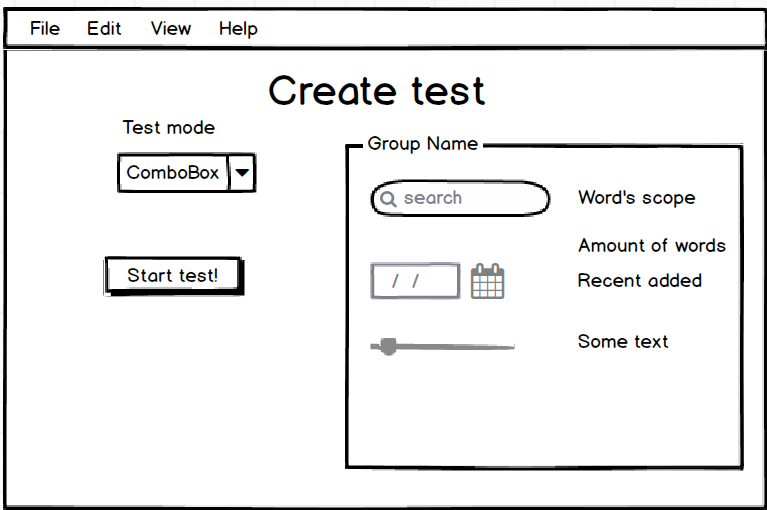 File Edit View Help
Create test
Test mode
ComboBox
Start test!
Group Name
search
Word's scope
Amount of words
/ /
Recent added
Some text